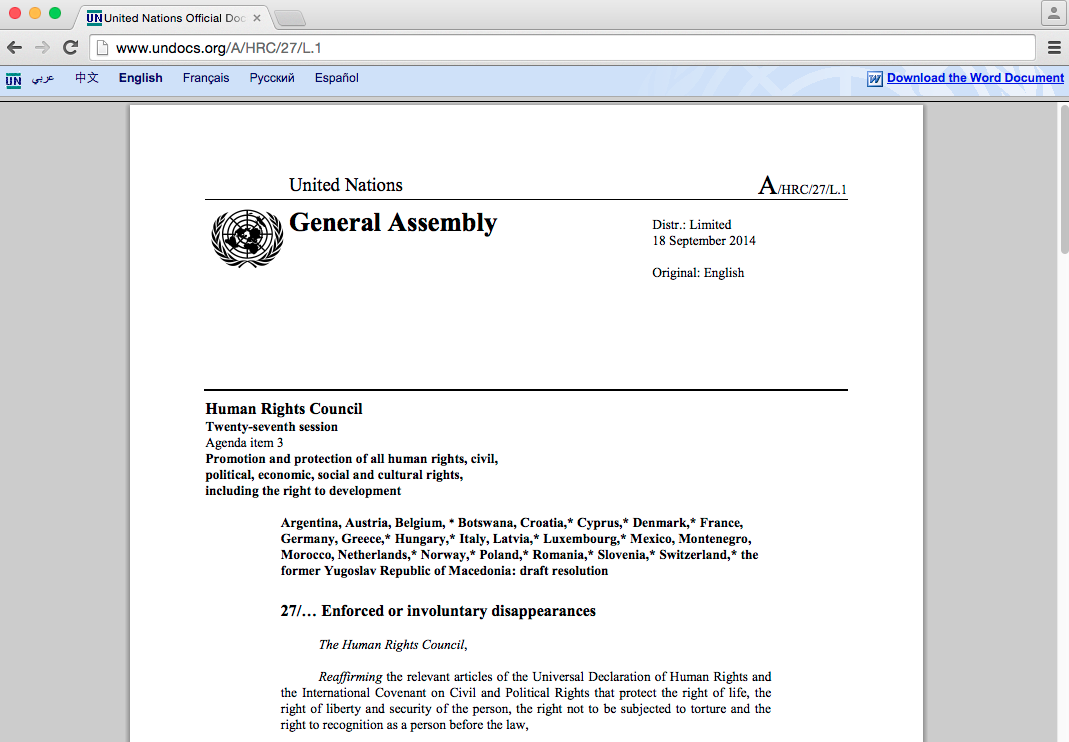 UN United Nations Official Doc
www.undocs.org/A/HRC/27/L.1
UN عربي 中文 English Français Русский Español W Download the Word Document
United Nations A/HRC/27/L.1
General Assembly
Distr.: Limited
18 September 2014
Original: English
Human Rights Council
Twenty-seventh session
Agenda item 3
Promotion and protection of all human rights, civil,
political, economic, social and cultural rights,
including the right to development
Argentina, Austria, Belgium, * Botswana, Croatia,* Cyprus,* Denmark,* France,
Germany, Greece,* Hungary,* Italy, Latvia,* Luxembourg,* Mexico, Montenegro,
Morocco, Netherlands,* Norway,* Poland,* Romania,* Slovenia,* Switzerland,* the
former Yugoslav Republic of Macedonia: draft resolution
27/… Enforced or involuntary disappearances
The Human Rights Council,
Reaffirming the relevant articles of the Universal Declaration of Human Rights and
the International Covenant on Civil and Political Rights that protect the right of life, the
right of liberty and security of the person, the right not to be subjected to torture and the
right to recognition as a person before the law,